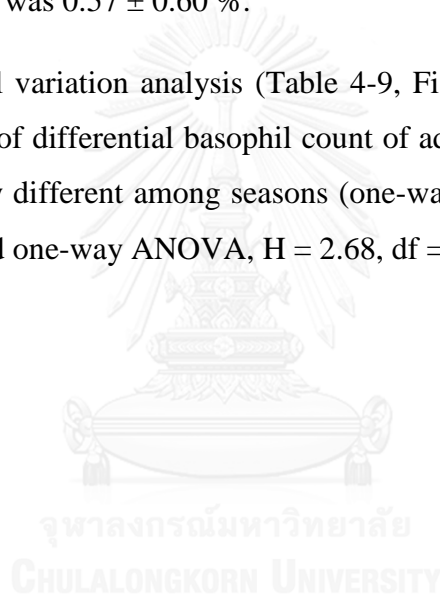 was 0.57 ± 0.60 %.
l variation analysis (Table 4-9, Fi
of differential basophil count of ad
y different among seasons (one-wa
d one-way ANOVA, H = 2.68, df =
จุฬาลงกรณ์มหาวิทยาลัย
CHULALONGKORN UNIVERSITY